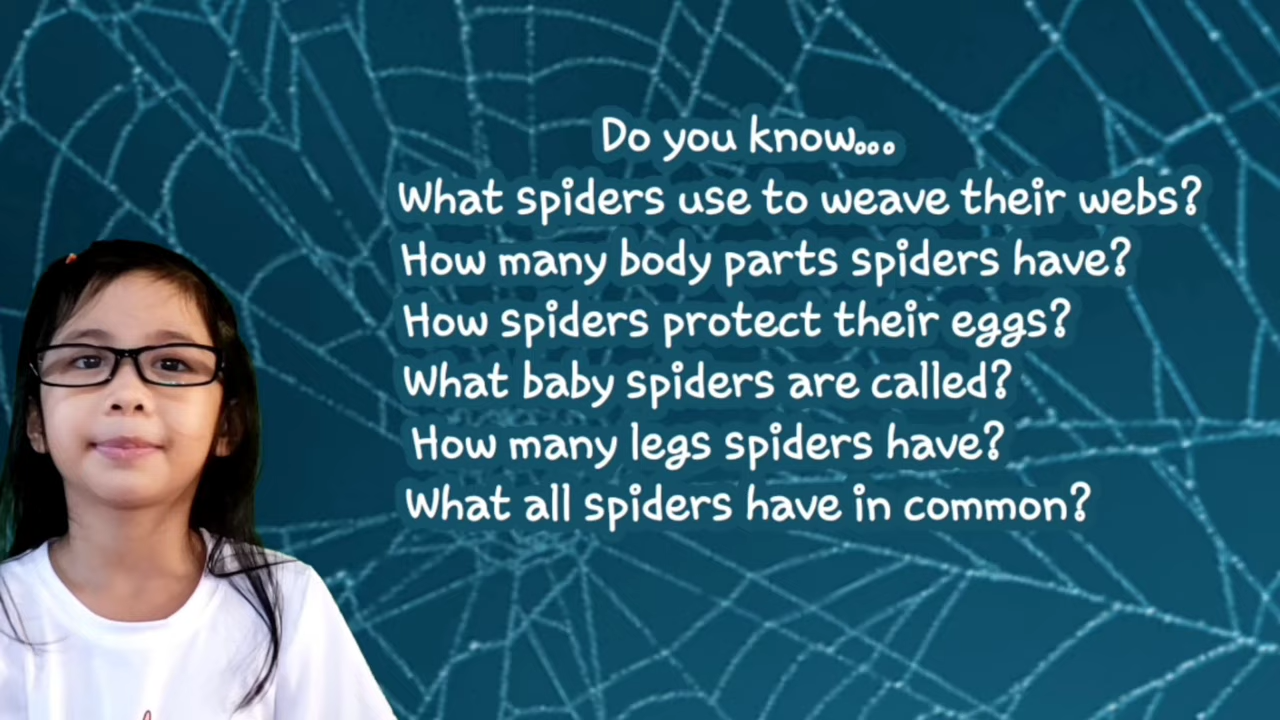 Do you know...
What spiders use to weave their webs?
How many body parts spiders have?
How spiders protect their eggs?
What baby spiders are called?
How many legs spiders have?
What all spiders have in common?